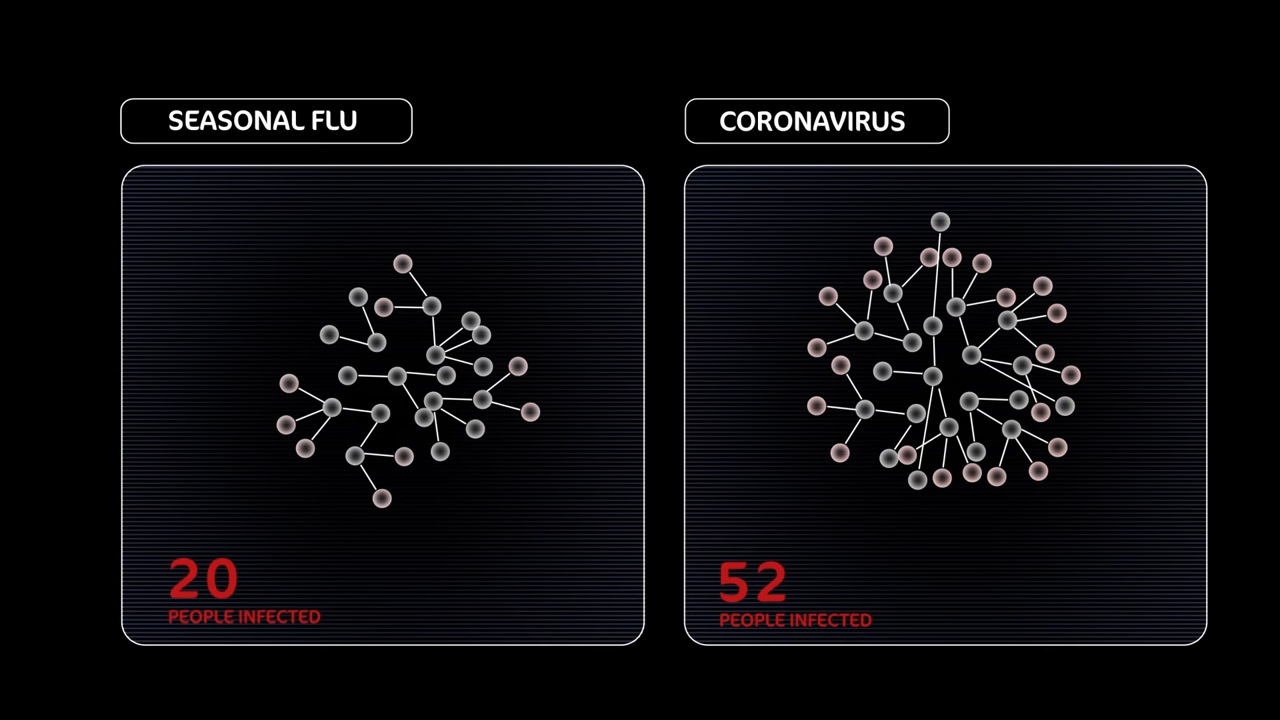 SEASONAL FLU
CORONAVIRUS
20
PEOPLE INFECTED
52
PEOPLE INFECTED